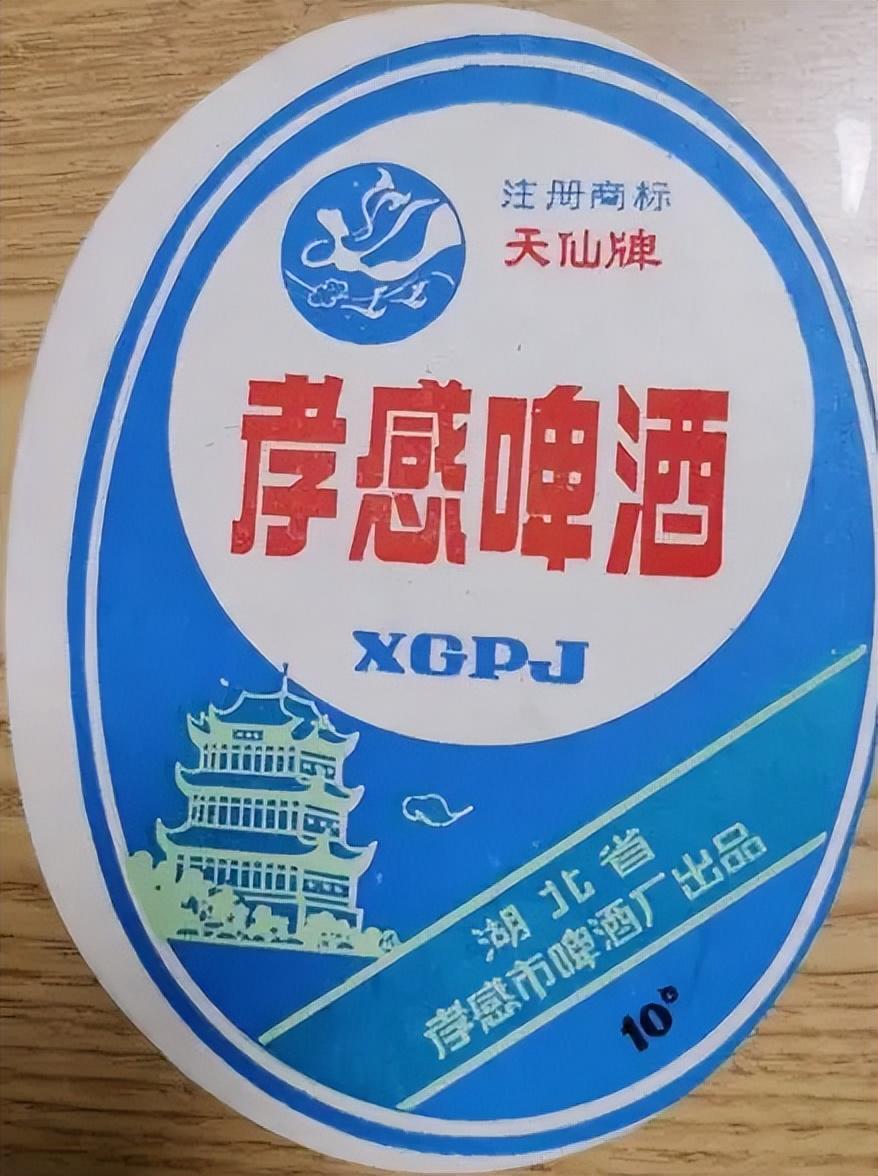 注册商标
天仙牌
孝感啤酒
XGPJ
湖北省
孝感市啤酒厂出品
10°